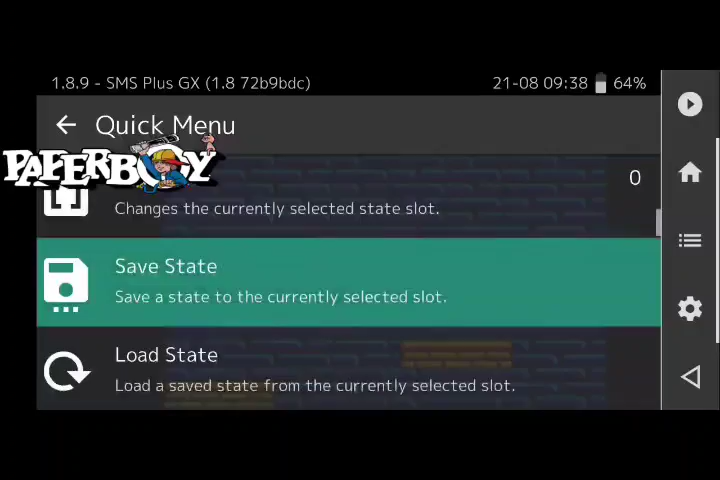 1.8.9 - SMS Plus GX (1.8 72b9bdc)
21-08 09:38 64%
Quick Menu
PAPERBOY
0
Changes the currently selected state slot.
Save State
Save a state to the currently selected slot.
Load State
Load a saved state from the currently selected slot.